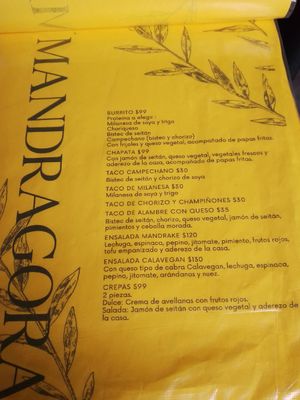 MANDRAGORA
BURRITO $99
Proteína a elegir:
Milanesa de soya y trigo
Choriqueso
Bistec de seitán
Campechano (bistec y chorizo)
Con frijoles y queso vegetal, acompañado de papas fritas.
CHAPATA $99
Con jamón de seitán, queso vegetal, vegetales frescos y
aderezo de la casa, acompañado de papas fritas.
TACO CAMPECHANO $30
Bistec de seitán y chorizo de soya
TACO DE MILANESA $30
Milanesa de soya y trigo
TACO DE CHORIZO Y CHAMPIÑONES $30
TACO DE ALAMBRE CON QUESO $35
Bistec de seitán, chorizo, queso vegetal, jamón de seitán,
pimientos y cebolla morada.
ENSALADA MANDRAKE $120
Lechuga, espinaca, pepino, jitomate, pimiento, frutos rojos,
tofu empanizado y aderezo de la casa.
ENSALADA CALAVEGAN $130
Con queso tipo de cabra Calavegan, lechuga, espinaca,
pepino, jitomate, arándanos y nuez.
CREPAS $99
2 piezas.
Dulce: Crema de avellanas con frutos rojos.
Salada: Jamón de seitán con queso vegetal y aderezo de
la casa.